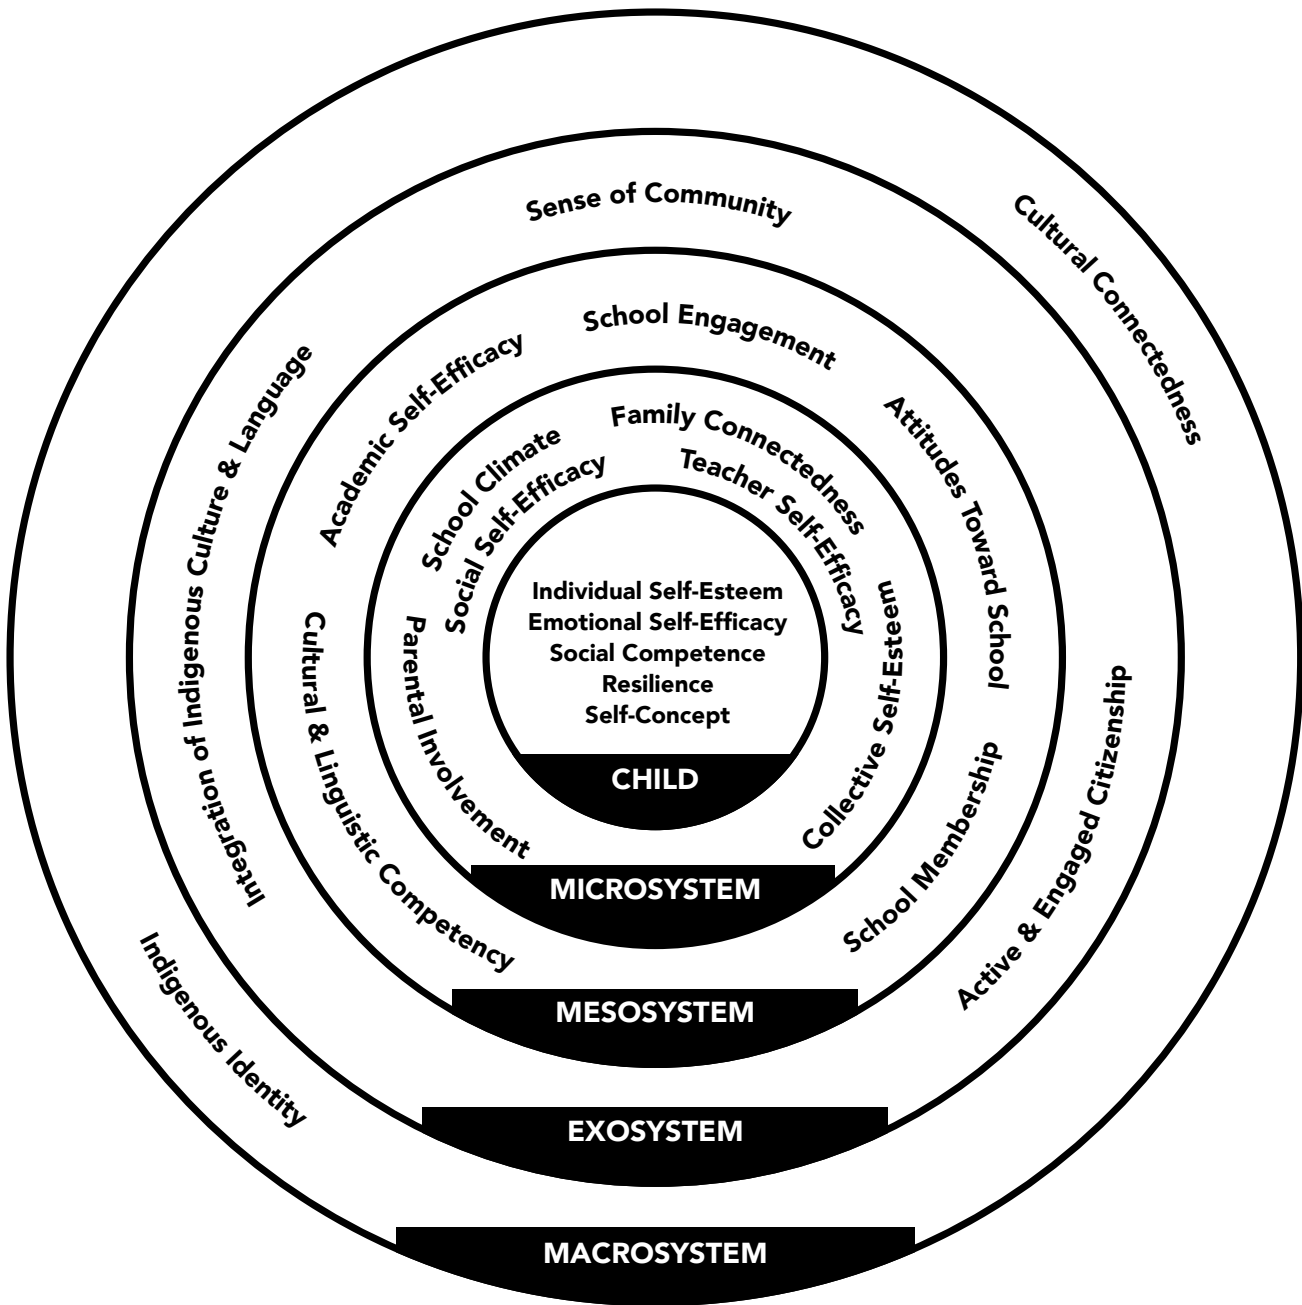 Cultural Connectedness
Indigenous Identity
Sense of Community
Integration of Indigenous Culture & Language
Active & Engaged Citizenship
School Engagement
Academic Self-Efficacy
Attitudes Toward School
Cultural & Linguistic Competency
School Membership
Family Connectedness
School Climate
Social Self-Efficacy
Teacher Self-Efficacy
Parental Involvement
Collective Self-Esteem
Individual Self-Esteem
Emotional Self-Efficacy
Social Competence
Resilience
Self-Concept
CHILD
MICROSYSTEM
MESOSYSTEM
EXOSYSTEM
MACROSYSTEM